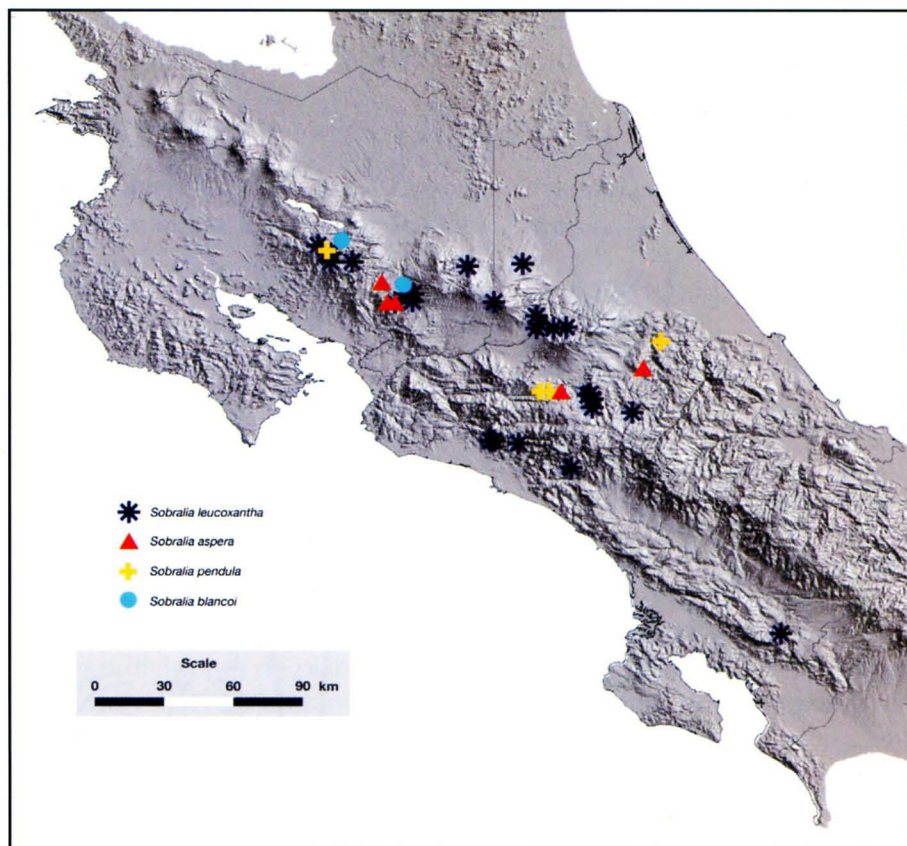 Sobralia leucoxantha
Sobralia aspera
Sobralia pendula
Sobralia blancoi
Scale
0 30 60 90 km